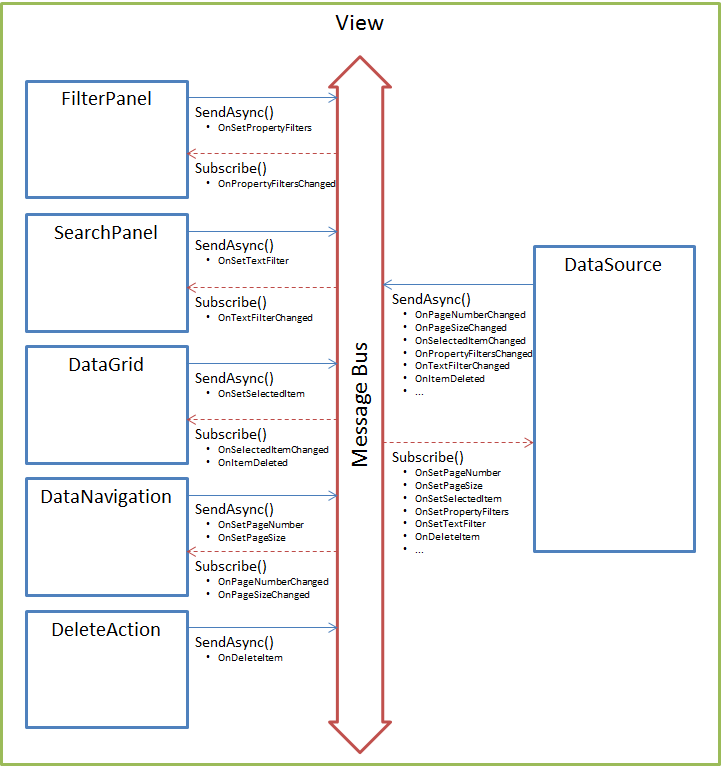 View
FilterPanel
SendAsync()
• OnSetPropertyFilters
Subscribe()
• OnPropertyFiltersChanged
SearchPanel
SendAsync()
• OnSetTextFilter
Subscribe()
• OnTextFilterChanged
DataGrid
SendAsync()
• OnSetSelectedItem
Subscribe()
• OnSelectedItemChanged
• OnItemDeleted
DataNavigation
SendAsync()
• OnSetPageNumber
• OnSetPageSize
Subscribe()
• OnPageNumberChanged
• OnPageSizeChanged
DeleteAction
SendAsync()
• OnDeleteItem
Message Bus
DataSource
SendAsync()
• OnPageNumberChanged
• OnPageSizeChanged
• OnSelectedItemChanged
• OnPropertyFiltersChanged
• OnTextFilterChanged
• OnItemDeleted
• ...
Subscribe()
• OnSetPageNumber
• OnSetPageSize
• OnSetSelectedItem
• OnSetPropertyFilters
• OnSetTextFilter
• OnDeleteItem
• ...